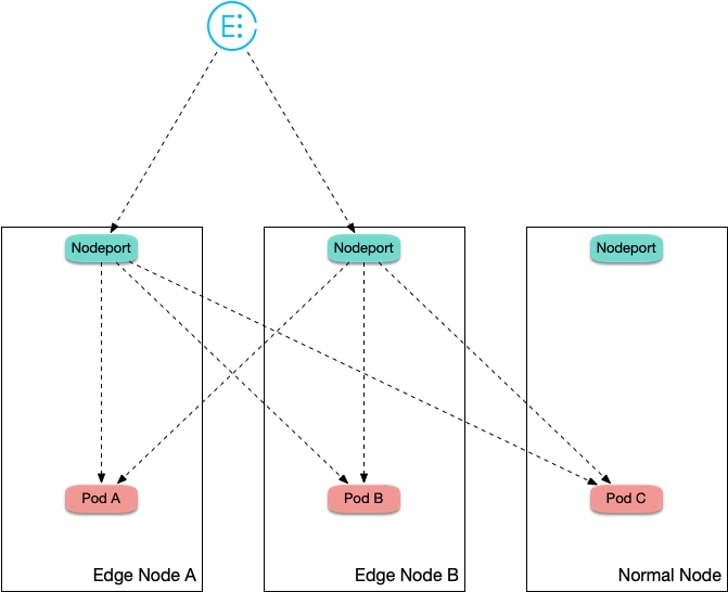 E
Nodeport
Nodeport
Nodeport
Pod A
Pod B
Pod C
Edge Node A
Edge Node B
Normal Node